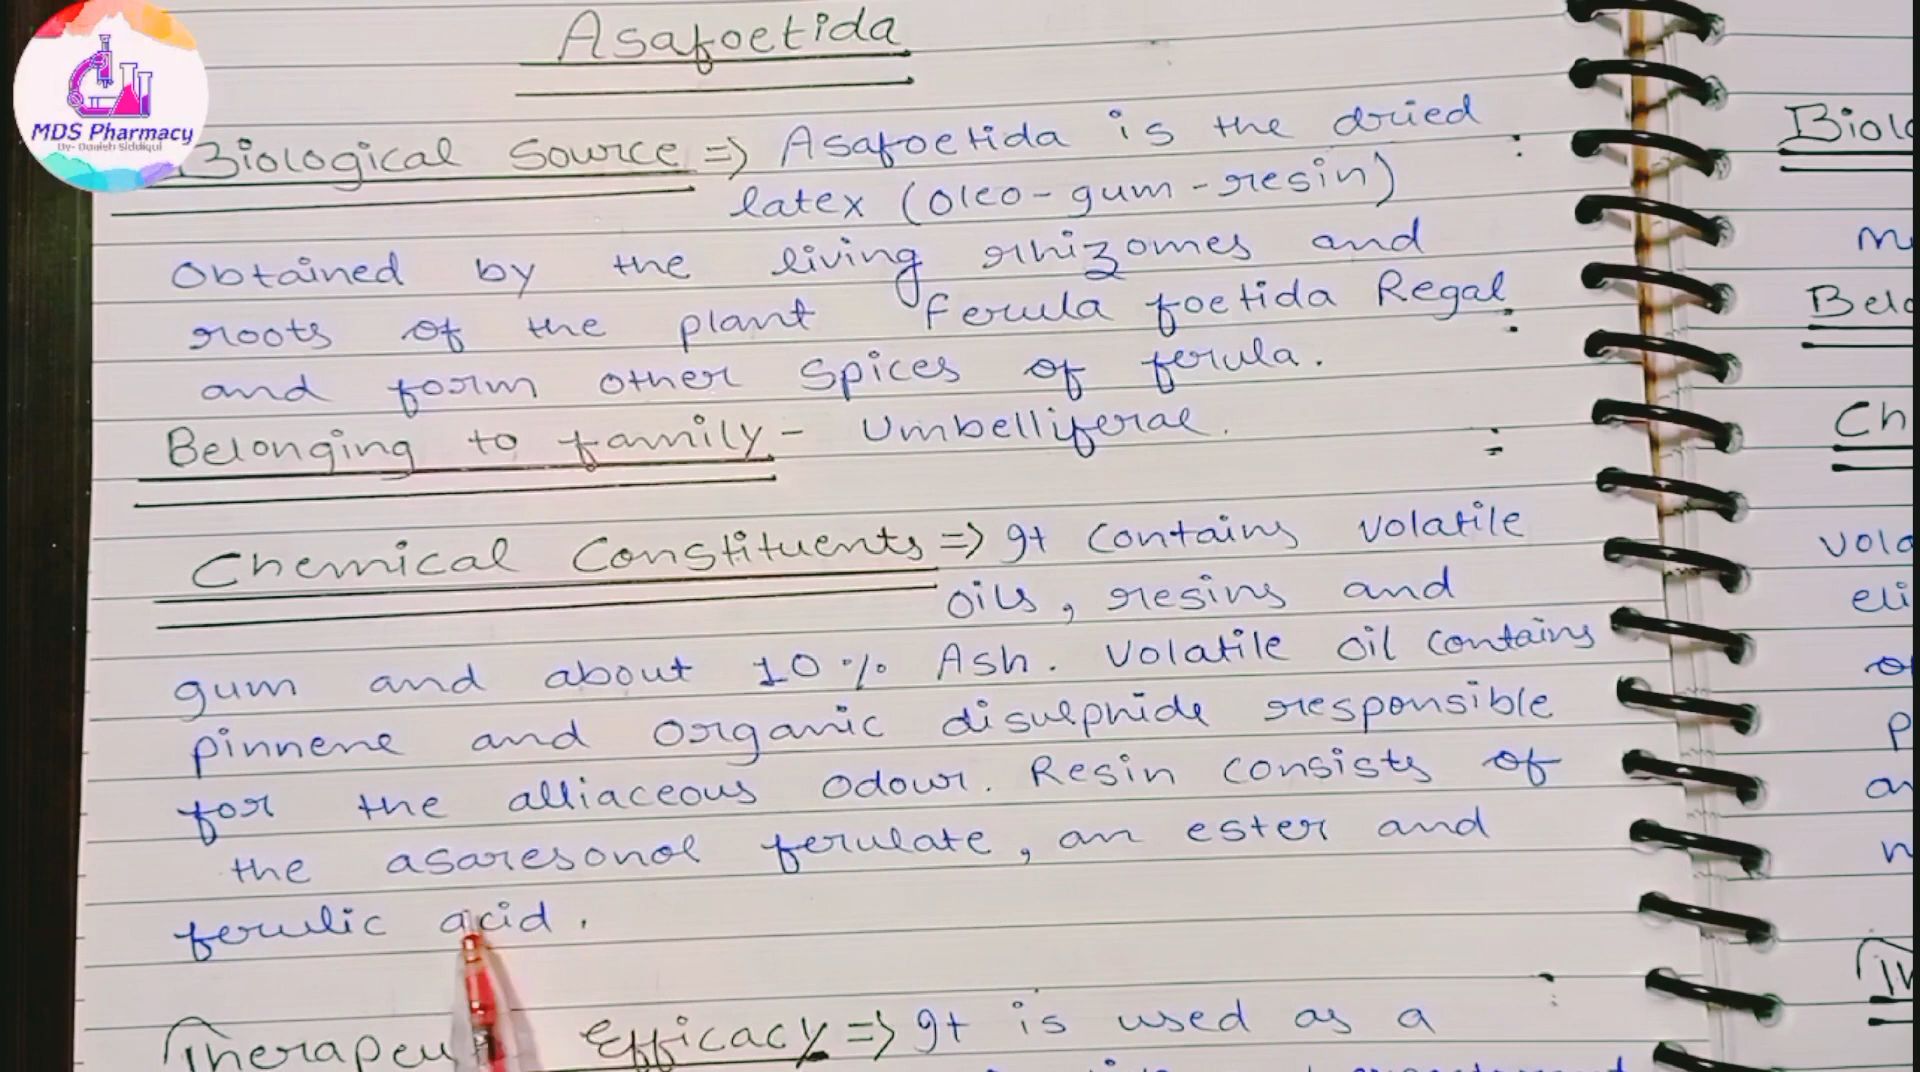 Asafoetida
MDS Pharmacy
By- Danish Siddiqui
Biological Source => Asafoetida is the dried
latex (oleo-gum-resin)
Obtained by the living rhizomes and
roots of the plant Ferula foetida Regal
and form other Spices of ferula.
Belonging to family - Umbelliferae.
Chemical Constituents => It contains volatile
oils, resins and
gum and about 10% Ash. Volatile oil contains
pinnene and organic disulphide responsible
for the alliaceous odour. Resin consists of
the asaresonol ferulate, an ester and
ferulic acid.
Efficacy => It is used as a
Biolo
Belo
Ch
vola
eli